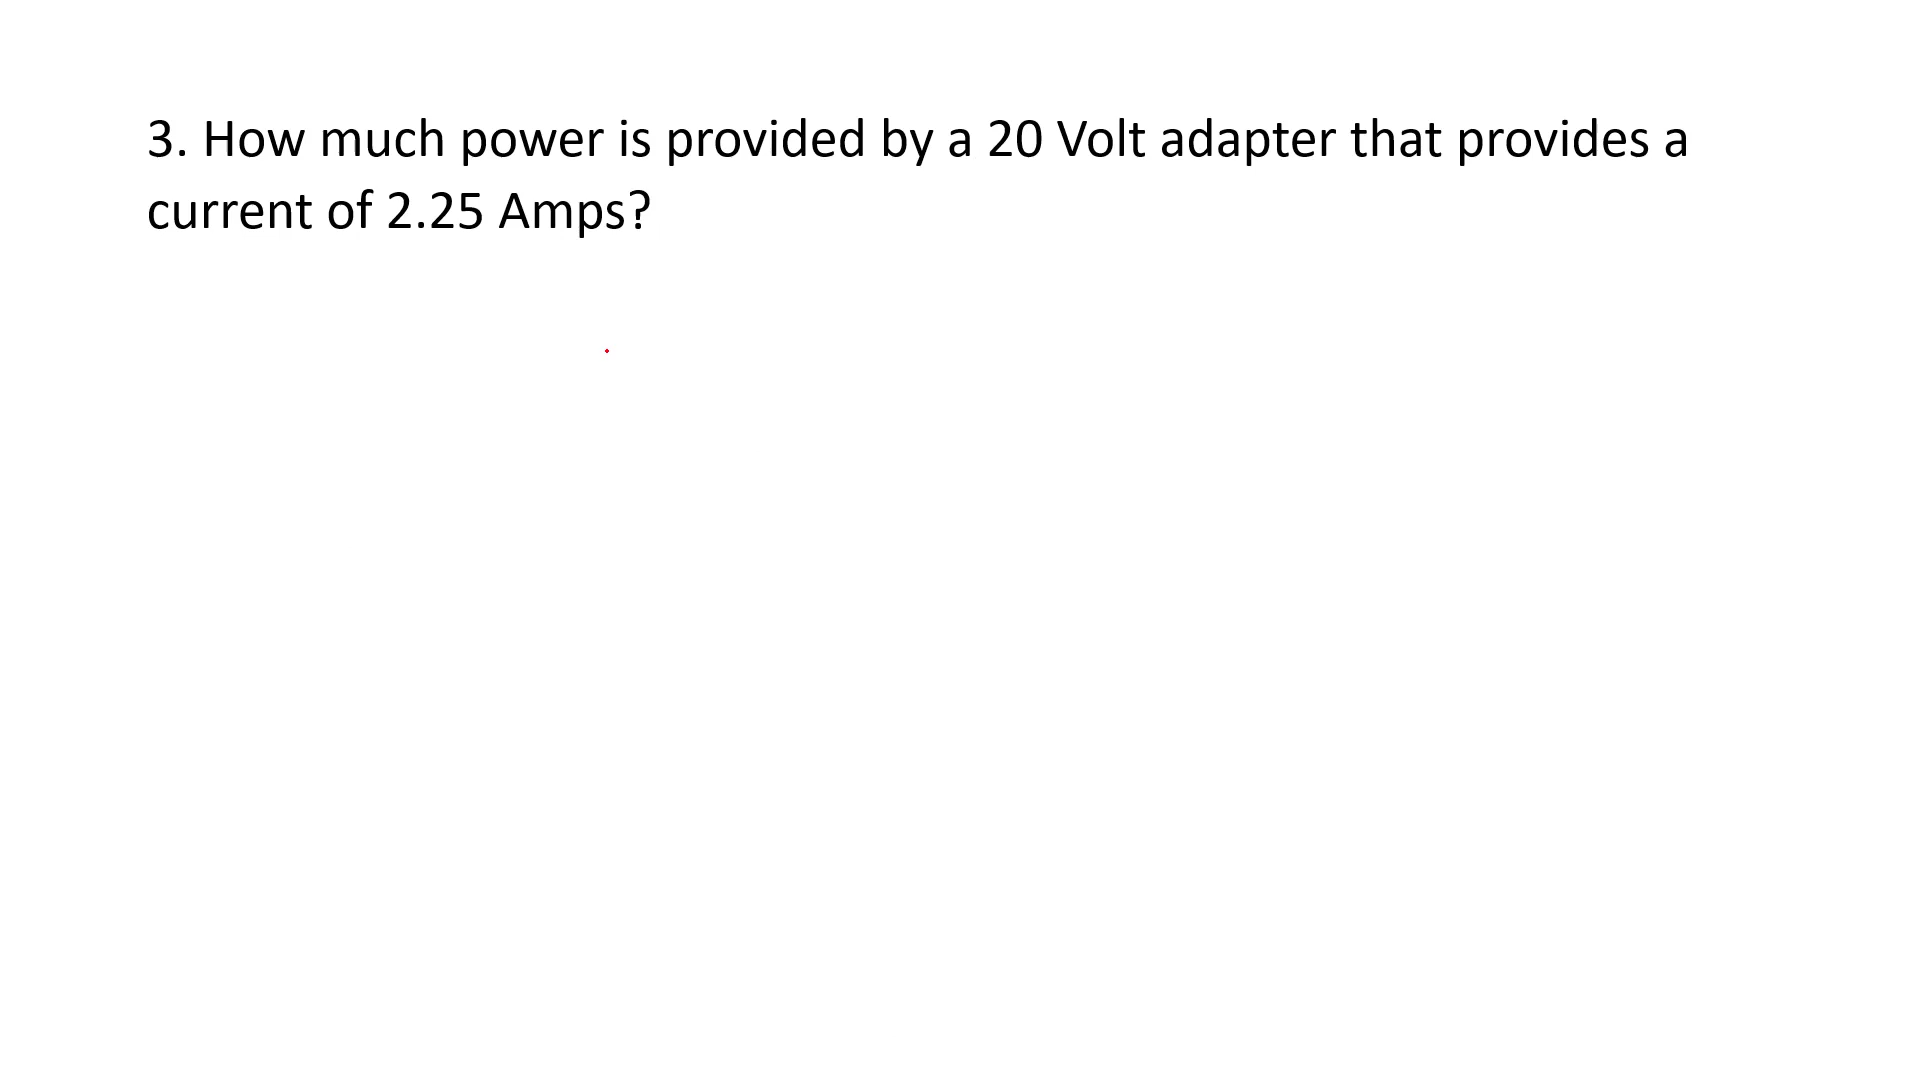 3. How much power is provided by a 20 Volt adapter that provides a
current of 2.25 Amps?